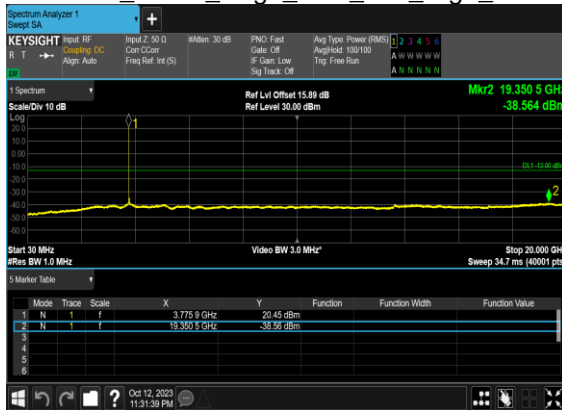 Spectrum Analyzer 1
Swept SA
+
KEYSIGHT
R T
LW
Input: RF
Coupling: DC
Align: Auto
Input Z: 50 Ω
Corr CCorr
Freq Ref: Int (S)
#Atten: 30 dB
PNO: Fast
Gate: Off
IF Gain: Low
Sig Track: Off
Avg Type: Power (RMS)
Avg|Hold: 100/100
Trig: Free Run
1 2 3 4 5 6
A W W W W W
A N N N N N
1 Spectrum
Scale/Div 10 dB
Ref Lvl Offset 15.89 dB
Ref Level 30.00 dBm
Mkr2 19.350 5 GHz
-38.564 dBm
Log
20.0
10.0
0.00
-10.0
-20.0
-30.0
-40.0
-50.0
-60.0
1
DL1 -13.00 dBm
2
Start 30 MHz
#Res BW 1.0 MHz
Video BW 3.0 MHz*
Stop 20.000 GHz
Sweep 34.7 ms (40001 pts)
5 Marker Table
Mode Trace Scale X Y Function Function Width Function Value
1 N 1 f 3.775 9 GHz 20.45 dBm
2 N 1 f 19.350 5 GHz -38.56 dBm
3
4
5
6
?
Oct 12, 2023
11:31:39 PM